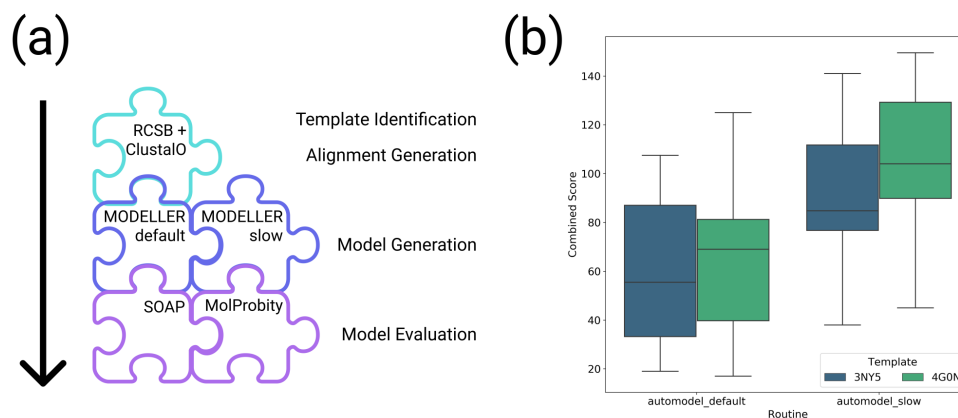 (a)
RCSB +
ClustalO
Template Identification
Alignment Generation
MODELLER
default
MODELLER
slow
Model Generation
SOAP
MolProbity
Model Evaluation
(b)
Combined Score
140
120
100
80
60
40
20
Template
3NY5
4G0N
automodel_default
automodel_slow
Routine